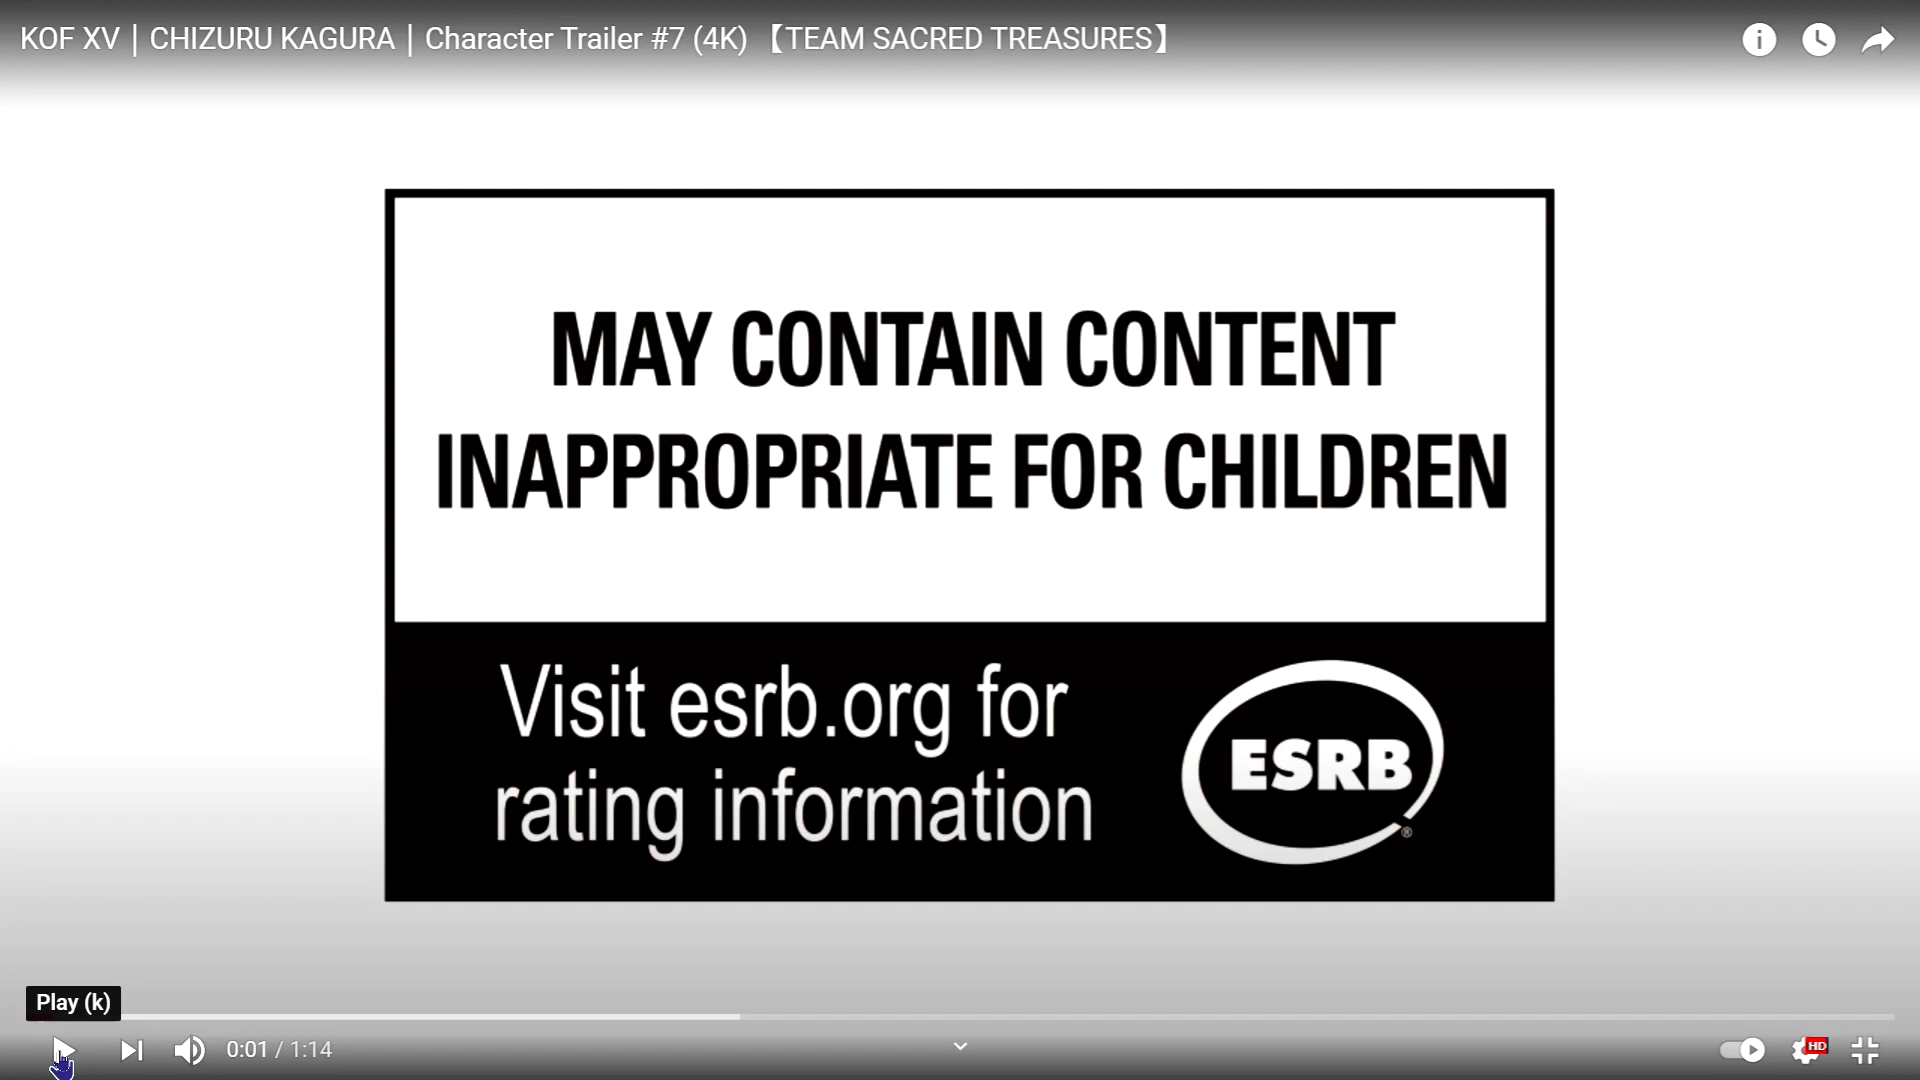 KOF XV | CHIZURU KAGURA | Character Trailer #7 (4K) 【TEAM SACRED TREASURES】
MAY CONTAIN CONTENT
INAPPROPRIATE FOR CHILDREN
Visit esrb.org for
rating information
ESRB
®
Play (k)
0:01 / 1:14
HD